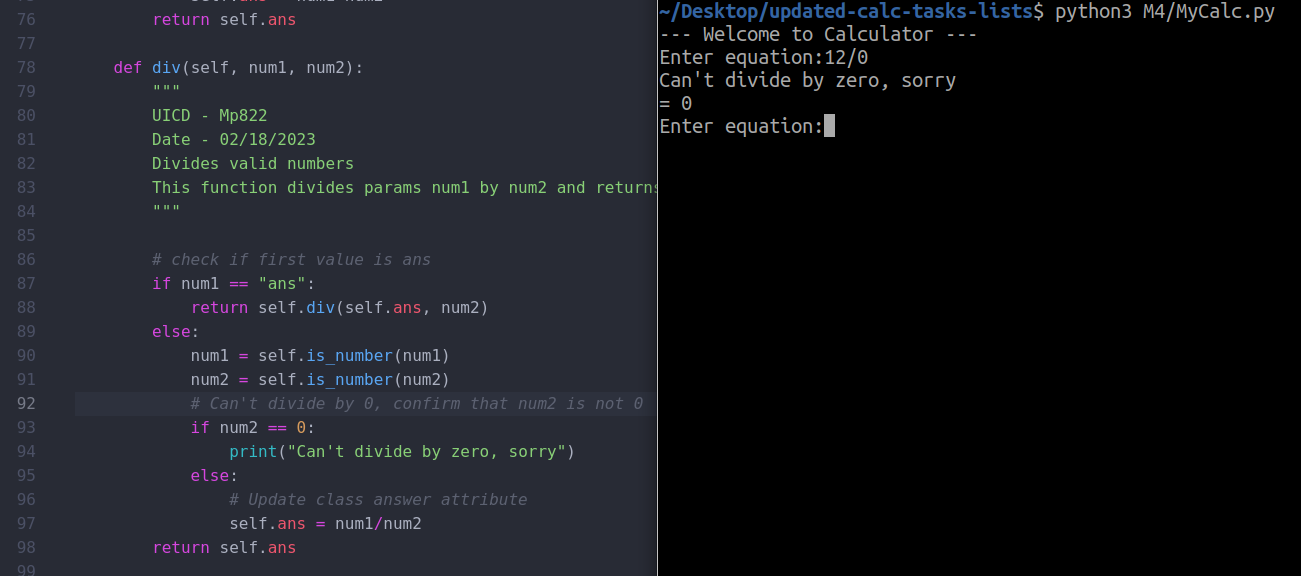 76 return self.ans
77
78 def div(self, num1, num2):
79 """
80 UICD - Mp822
81 Date - 02/18/2023
82 Divides valid numbers
83 This function divides params num1 by num2 and returns
84 """
85
86 # check if first value is ans
87 if num1 == "ans":
88 return self.div(self.ans, num2)
89 else:
90 num1 = self.is_number(num1)
91 num2 = self.is_number(num2)
92 # Can't divide by 0, confirm that num2 is not 0
93 if num2 == 0:
94 print("Can't divide by zero, sorry")
95 else:
96 # Update class answer attribute
97 self.ans = num1/num2
98 return self.ans
99
~/Desktop/updated-calc-tasks-lists$ python3 M4/MyCalc.py
--- Welcome to Calculator ---
Enter equation:12/0
Can't divide by zero, sorry
= 0
Enter equation: